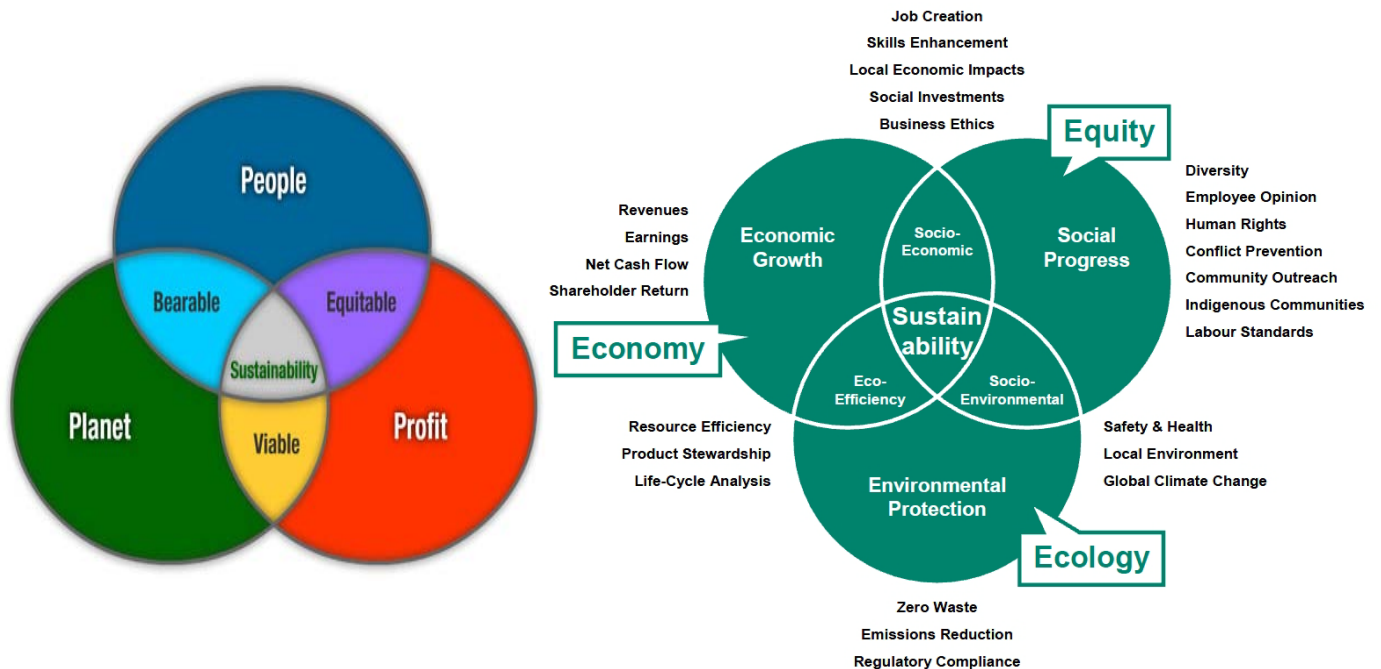 People
Bearable
Equitable
Sustainability
Planet
Profit
Viable
Job Creation
Skills Enhancement
Local Economic Impacts
Social Investments
Business Ethics
Equity
Diversity
Employee Opinion
Human Rights
Conflict Prevention
Community Outreach
Indigenous Communities
Labour Standards
Revenues
Earnings
Net Cash Flow
Shareholder Return
Economic
Growth
Socio-
Economic
Social
Progress
Economy
Sustain
ability
Eco-
Efficiency
Socio-
Environmental
Resource Efficiency
Product Stewardship
Life-Cycle Analysis
Safety & Health
Local Environment
Global Climate Change
Environmental
Protection
Ecology
Zero Waste
Emissions Reduction
Regulatory Compliance